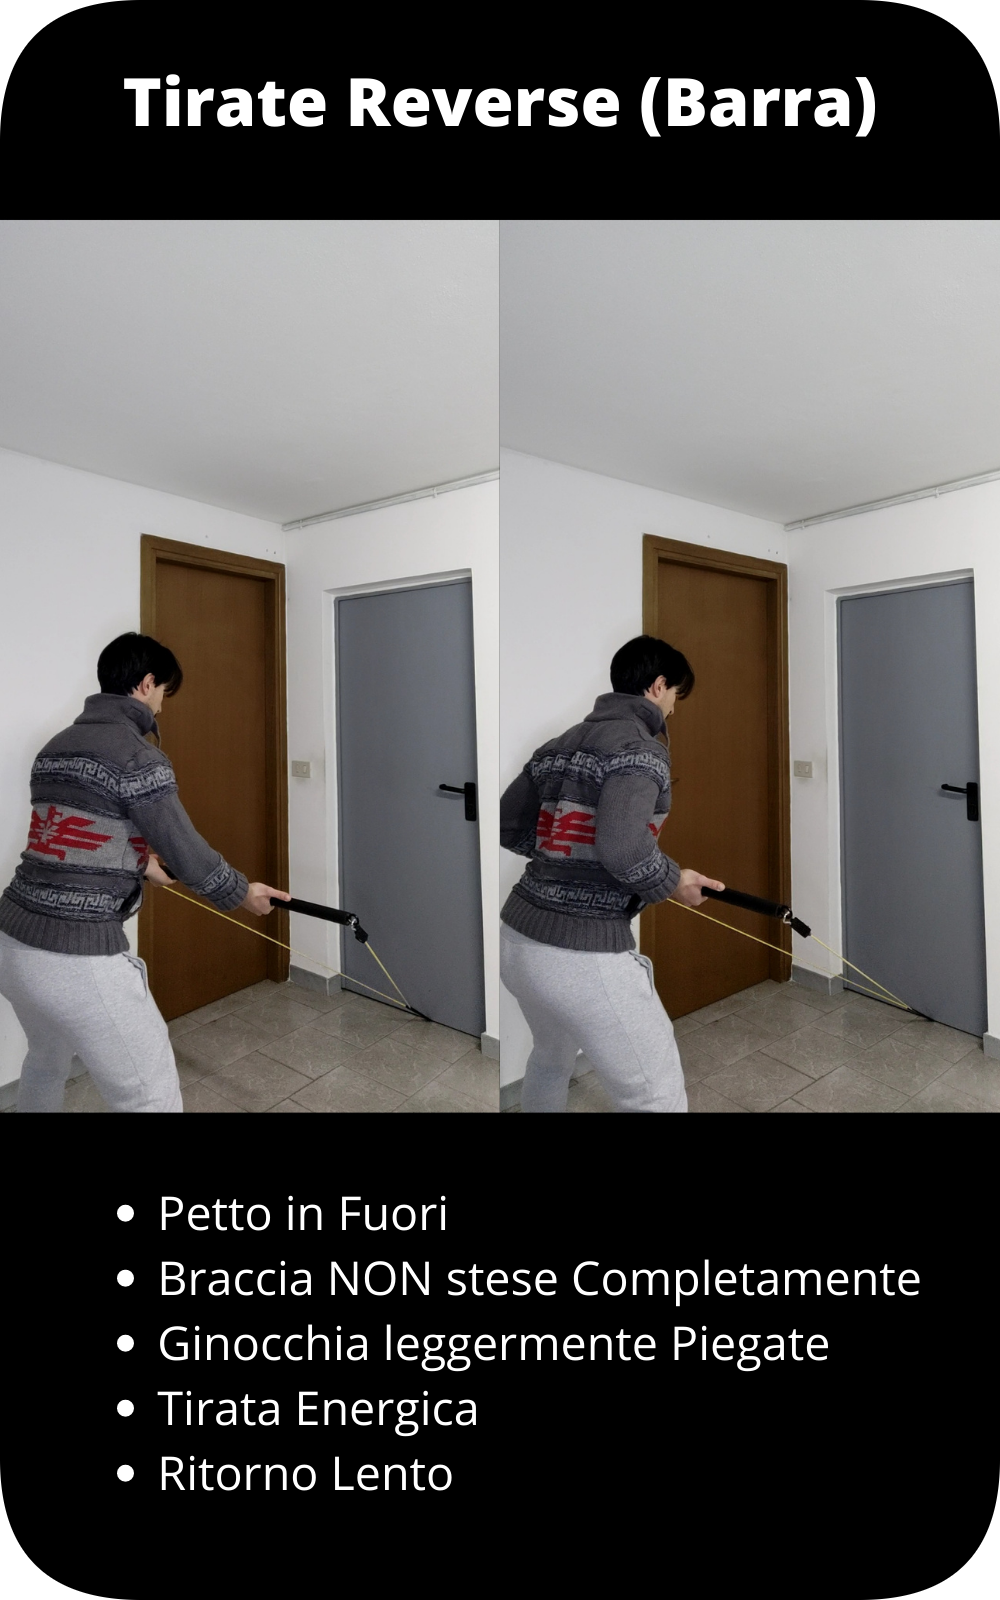 Tirate Reverse (Barra)
• Petto in Fuori
• Braccia NON stese Completamente
• Ginocchia leggermente Piegate
• Tirata Energica
• Ritorno Lento